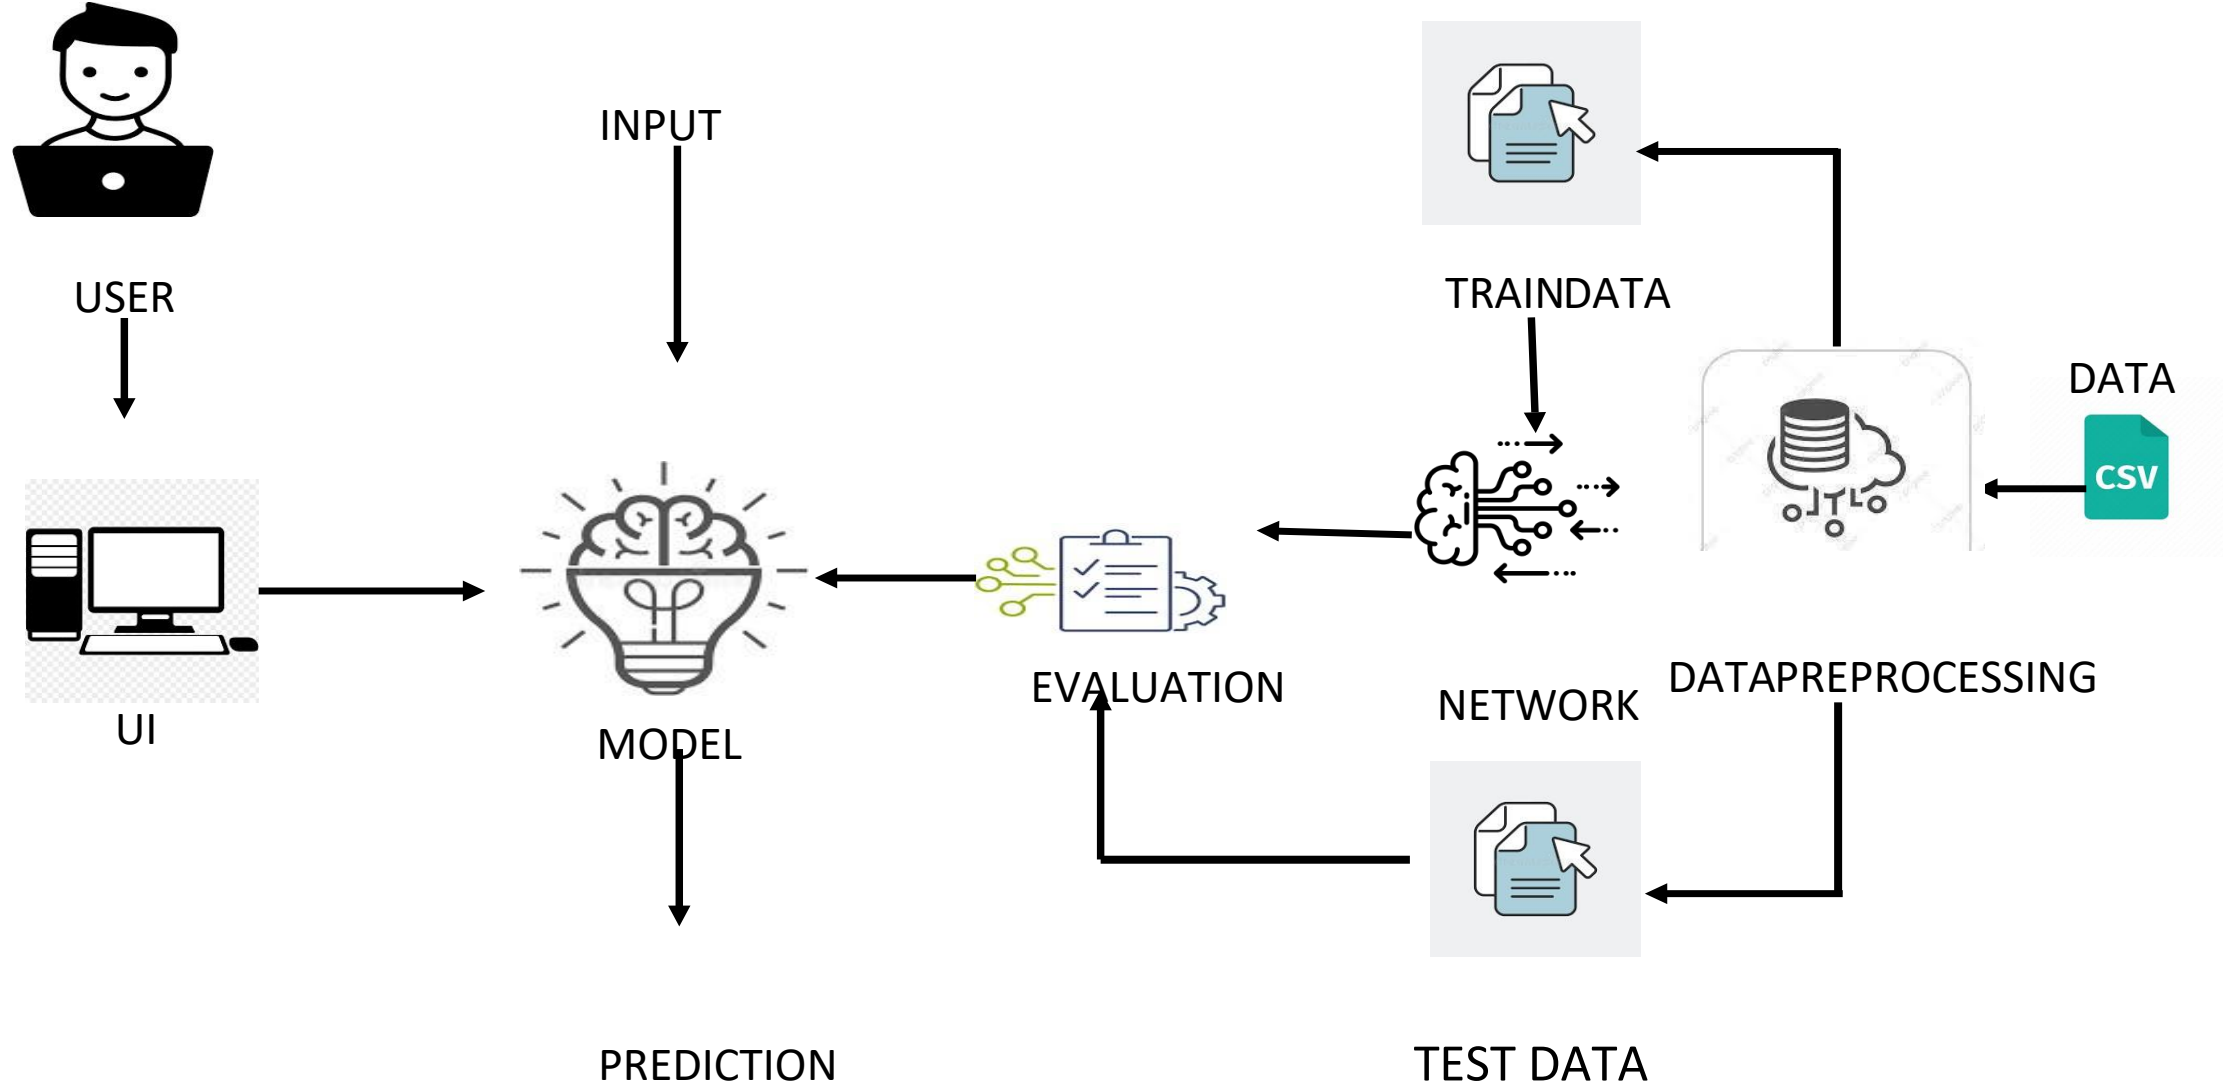 INPUT
USER
TRAINDATA
DATA
CSV
DATAPREPROCESSING
EVALUATION
NETWORK
UI
MODEL
PREDICTION
TEST DATA